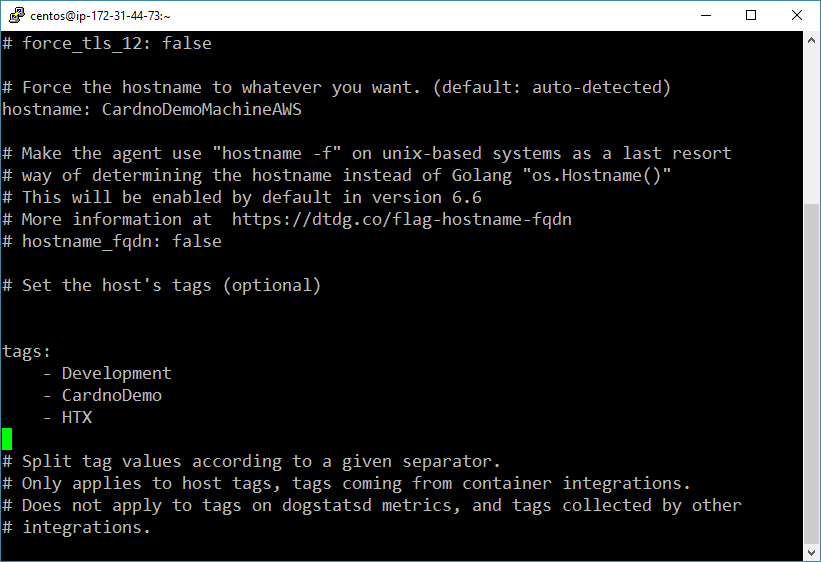 centos@ip-172-31-44-73:~
# force_tls_12: false
# Force the hostname to whatever you want. (default: auto-detected)
hostname: CardnoDemoMachineAWS
# Make the agent use "hostname -f" on unix-based systems as a last resort
# way of determining the hostname instead of Golang "os.Hostname()"
# This will be enabled by default in version 6.6
# More information at  https://dtdg.co/flag-hostname-fqdn
# hostname_fqdn: false
# Set the host's tags (optional)
tags:
    - Development
    - CardnoDemo
    - HTX
# Split tag values according to a given separator.
# Only applies to host tags, tags coming from container integrations.
# Does not apply to tags on dogstatsd metrics, and tags collected by other
# integrations.